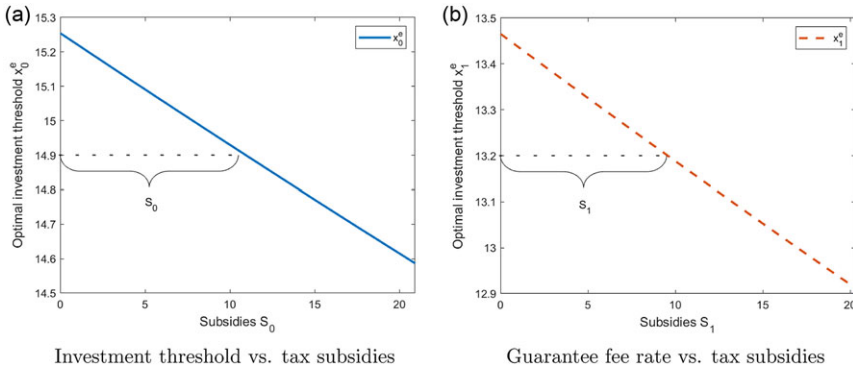 (a)
15.3
15.2
15.1
15
14.9
14.8
14.7
14.6
14.5
Optimal investment threshold x₀ᵉ
x₀ᵉ
S₀
0 5 10 15 20
Subsidies S₀
Investment threshold vs. tax subsidies
(b)
13.5
13.4
13.3
13.2
13.1
13
12.9
Optimal investment threshold x₁ᵉ
x₁ᵉ
S₁
0 5 10 15 20
Subsidies S₁
Guarantee fee rate vs. tax subsidies